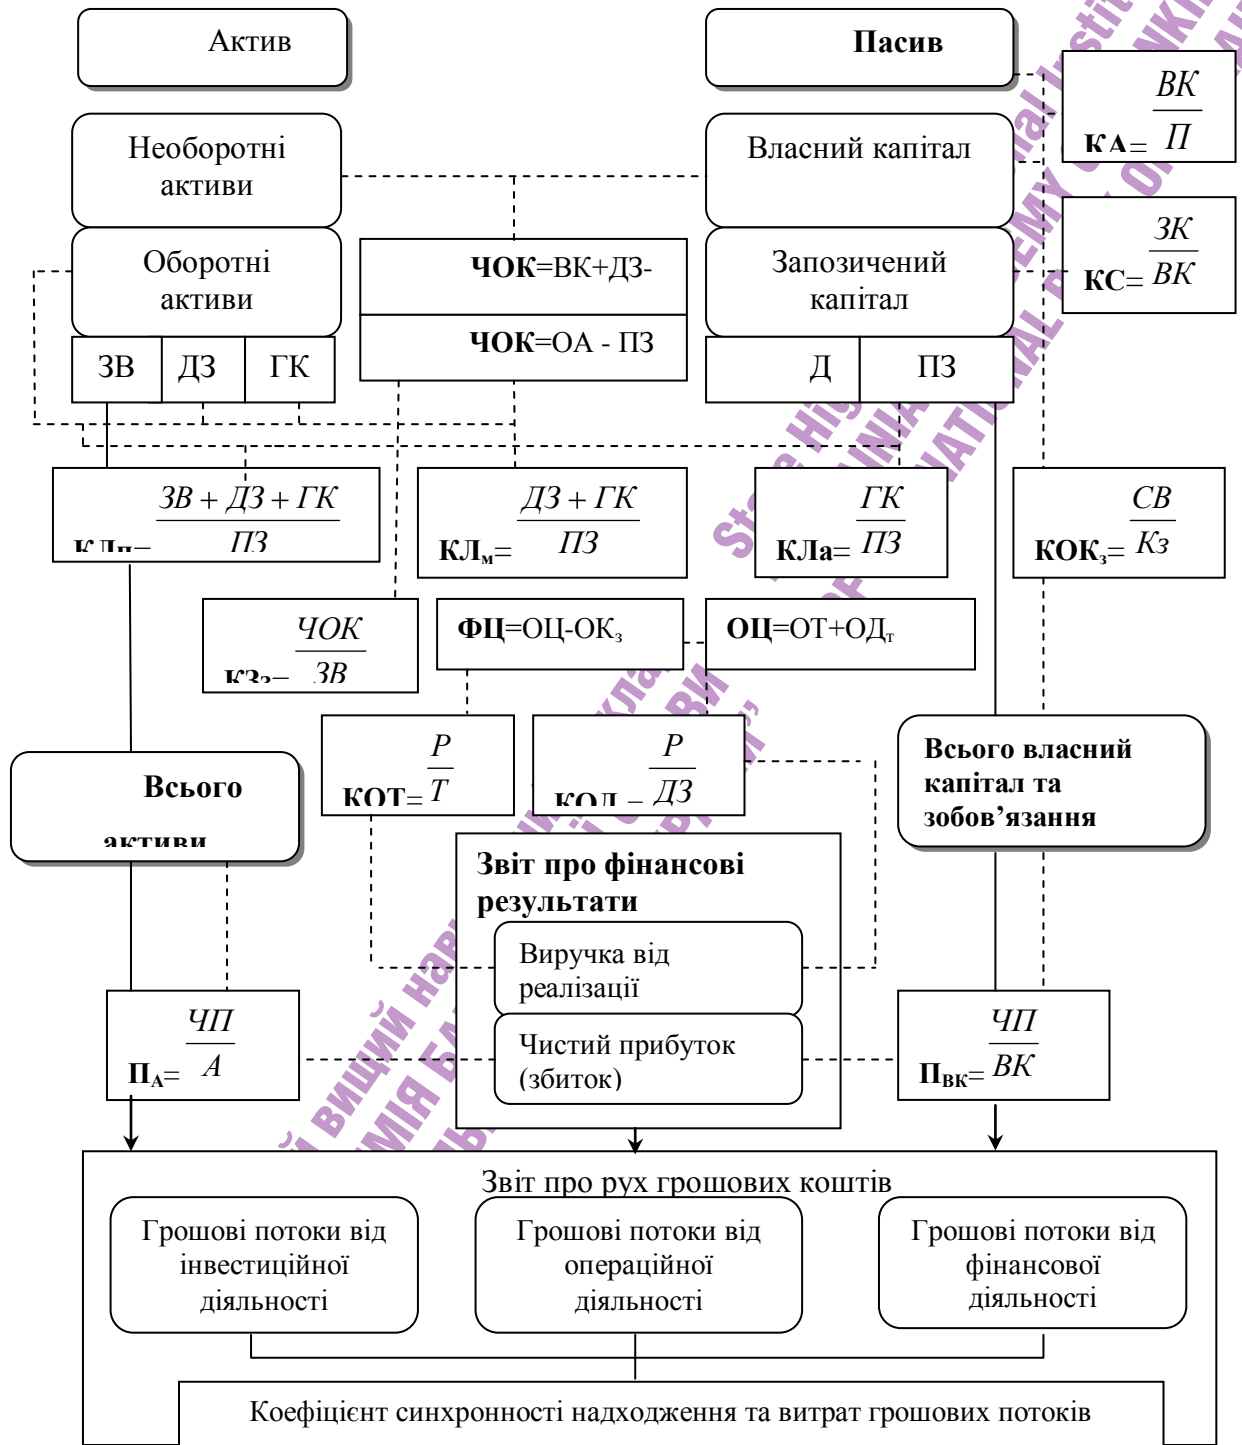 Актив
Пасив
КА= ВК / П
Необоротні
активи
Власний капітал
КС= ЗК / ВК
Оборотні
активи
ЧОК=ВК+ДЗ-
Запозичений
капітал
ЧОК=ОА - ПЗ
ЗВ ДЗ ГК
Д ПЗ
КЛп= ЗВ + ДЗ + ГК / ПЗ
КЛм= ДЗ + ГК / ПЗ
КЛа= ГК / ПЗ
КОКз= СВ / Кз
КЗз= ЧОК / ЗВ
ФЦ=ОЦ-ОКз
ОЦ=ОТ+ОДт
КОТ= Р / Т
КОД = Р / ДЗ
Всього
активи
Всього власний
капітал та
зобов’язання
Звіт про фінансові
результати
Виручка від
реалізації
Чистий прибуток
(збиток)
ПА= ЧП / А
ПВК= ЧП / ВК
Звіт про рух грошових коштів
Грошові потоки від
інвестиційної
діяльності
Грошові потоки від
операційної
діяльності
Грошові потоки від
фінансової
діяльності
Коефіцієнт синхронності надходження та витрат грошових потоків